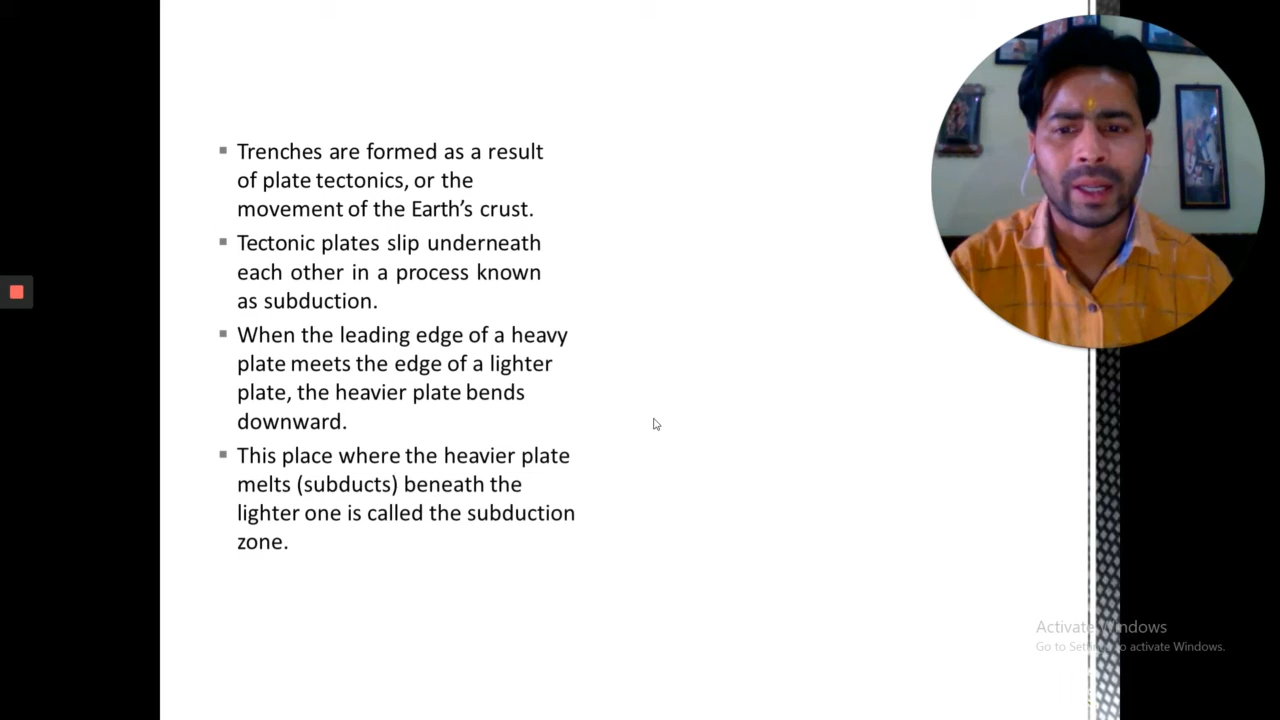 Trenches are formed as a result
of plate tectonics, or the
movement of the Earth's crust.
Tectonic plates slip underneath
each other in a process known
as subduction.
When the leading edge of a heavy
plate meets the edge of a lighter
plate, the heavier plate bends
downward.
This place where the heavier plate
melts (subducts) beneath the
lighter one is called the subduction
zone.
Activate Windows
Go to Settings to activate Windows.